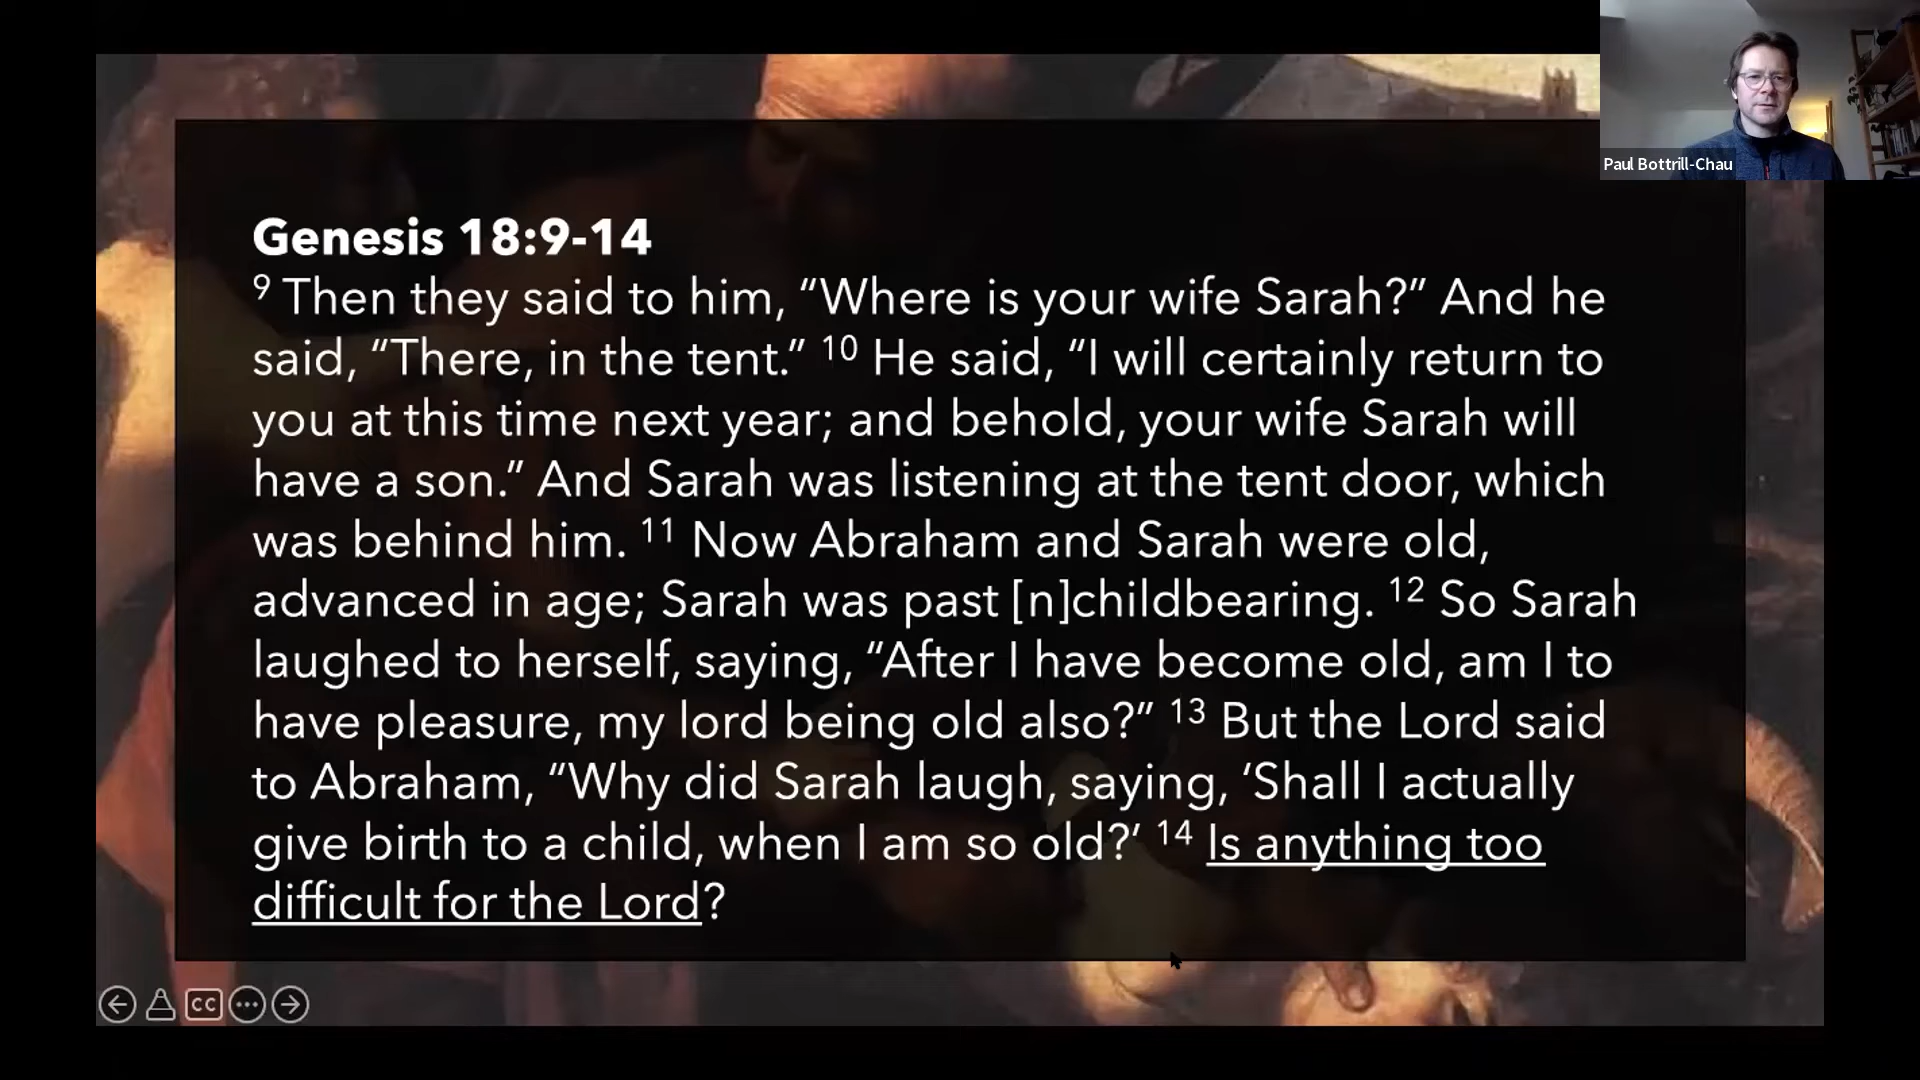 Paul Bottrill-Chau
Genesis 18:9-14
9 Then they said to him, “Where is your wife Sarah?” And he
said, “There, in the tent.” 10 He said, “I will certainly return to
you at this time next year; and behold, your wife Sarah will
have a son.” And Sarah was listening at the tent door, which
was behind him. 11 Now Abraham and Sarah were old,
advanced in age; Sarah was past [n]childbearing. 12 So Sarah
laughed to herself, saying, “After I have become old, am I to
have pleasure, my lord being old also?” 13 But the Lord said
to Abraham, “Why did Sarah laugh, saying, ‘Shall I actually
give birth to a child, when I am so old?’ 14 Is anything too
difficult for the Lord?
CC